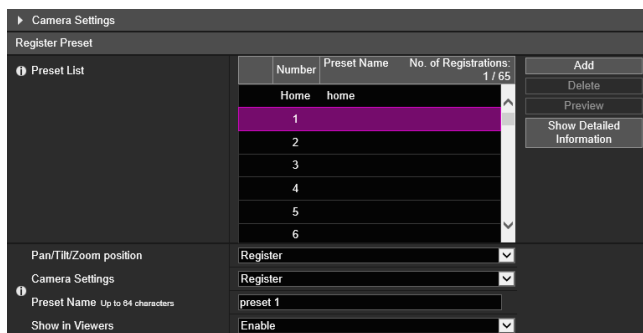 Camera Settings
Register Preset
Preset List
Number Preset Name No. of Registrations: 1 / 65
Home home
1
2
3
4
5
6
Add
Delete
Preview
Show Detailed
Information
Pan/Tilt/Zoom position Register
Camera Settings Register
Preset Name Up to 64 characters preset 1
Show in Viewers Enable